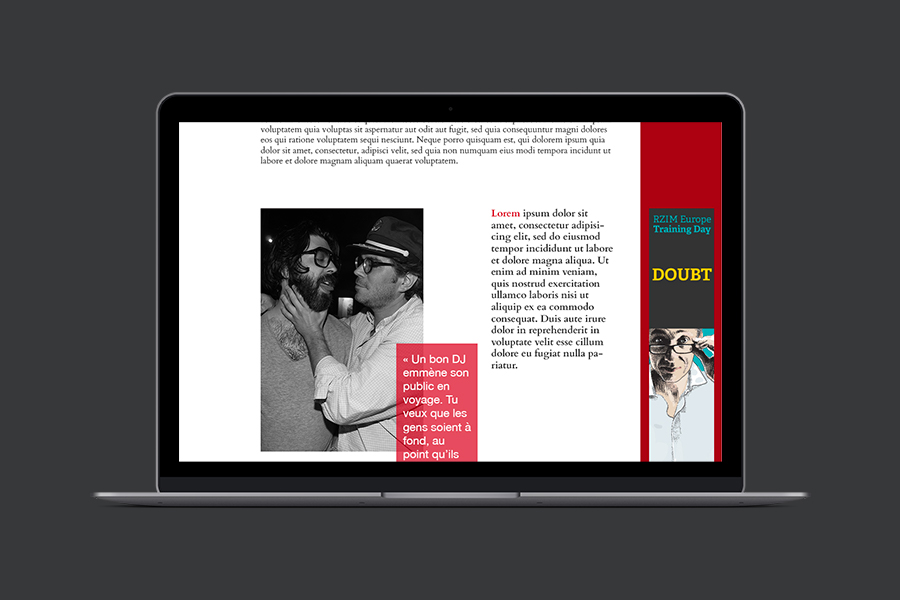 voluptatem quia voluptas sit aspernatur aut odit aut fugit, sed quia consequuntur magni dolores
eos qui ratione voluptatem sequi nesciunt. Neque porro quisquam est, qui dolorem ipsum quia
dolor sit amet, consectetur, adipisci velit, sed quia non numquam eius modi tempora incidunt ut
labore et dolore magnam aliquam quaerat voluptatem.
Lorem ipsum dolor sit
amet, consectetur adipisi-
cing elit, sed do eiusmod
tempor incididunt ut labore
et dolore magna aliqua. Ut
enim ad minim veniam,
quis nostrud exercitation
ullamco laboris nisi ut
aliquip ex ea commodo
consequat. Duis aute irure
dolor in reprehenderit in
voluptate velit esse cillum
dolore eu fugiat nulla pa-
riatur.
« Un bon DJ
emmène son
public en
voyage. Tu
veux que les
gens soient à
fond, au
point qu'ils
RZIM Europe
Training Day
DOUBT